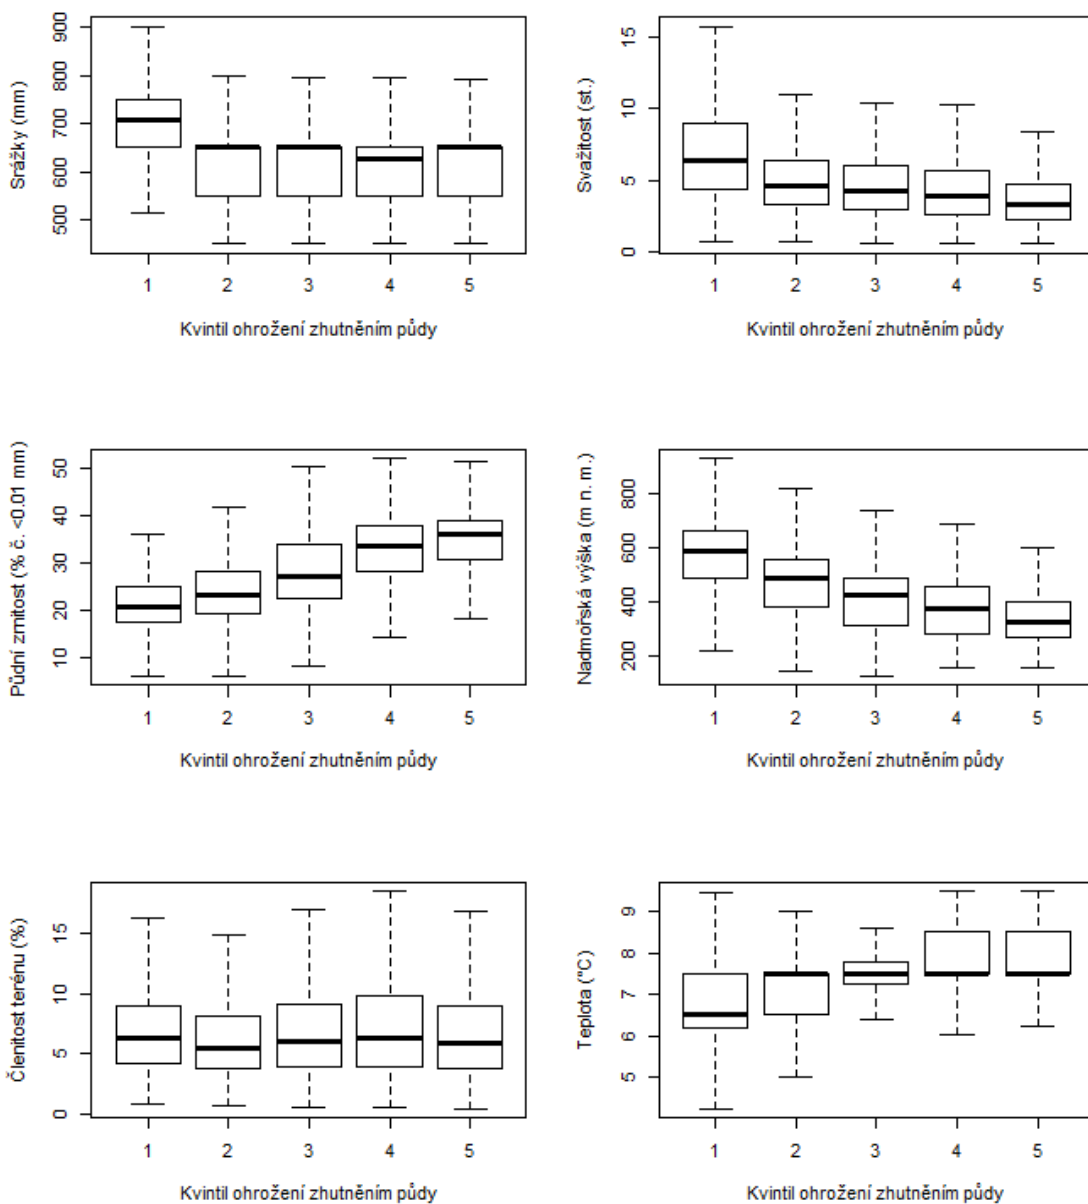 Srážky (mm)
900
800
700
600
500
1 2 3 4 5
Kvintil ohrožení zhutněním půdy
Svažitost (st.)
15
10
5
0
1 2 3 4 5
Kvintil ohrožení zhutněním půdy
Půdní zrnitost (% č. <0.01 mm)
50
40
30
20
10
1 2 3 4 5
Kvintil ohrožení zhutněním půdy
Nadmořská výška (m n. m.)
800
600
400
200
1 2 3 4 5
Kvintil ohrožení zhutněním půdy
Členitost terénu (%)
15
10
5
0
1 2 3 4 5
Kvintil ohrožení zhutněním půdy
Teplota (°C)
9
8
7
6
5
1 2 3 4 5
Kvintil ohrožení zhutněním půdy